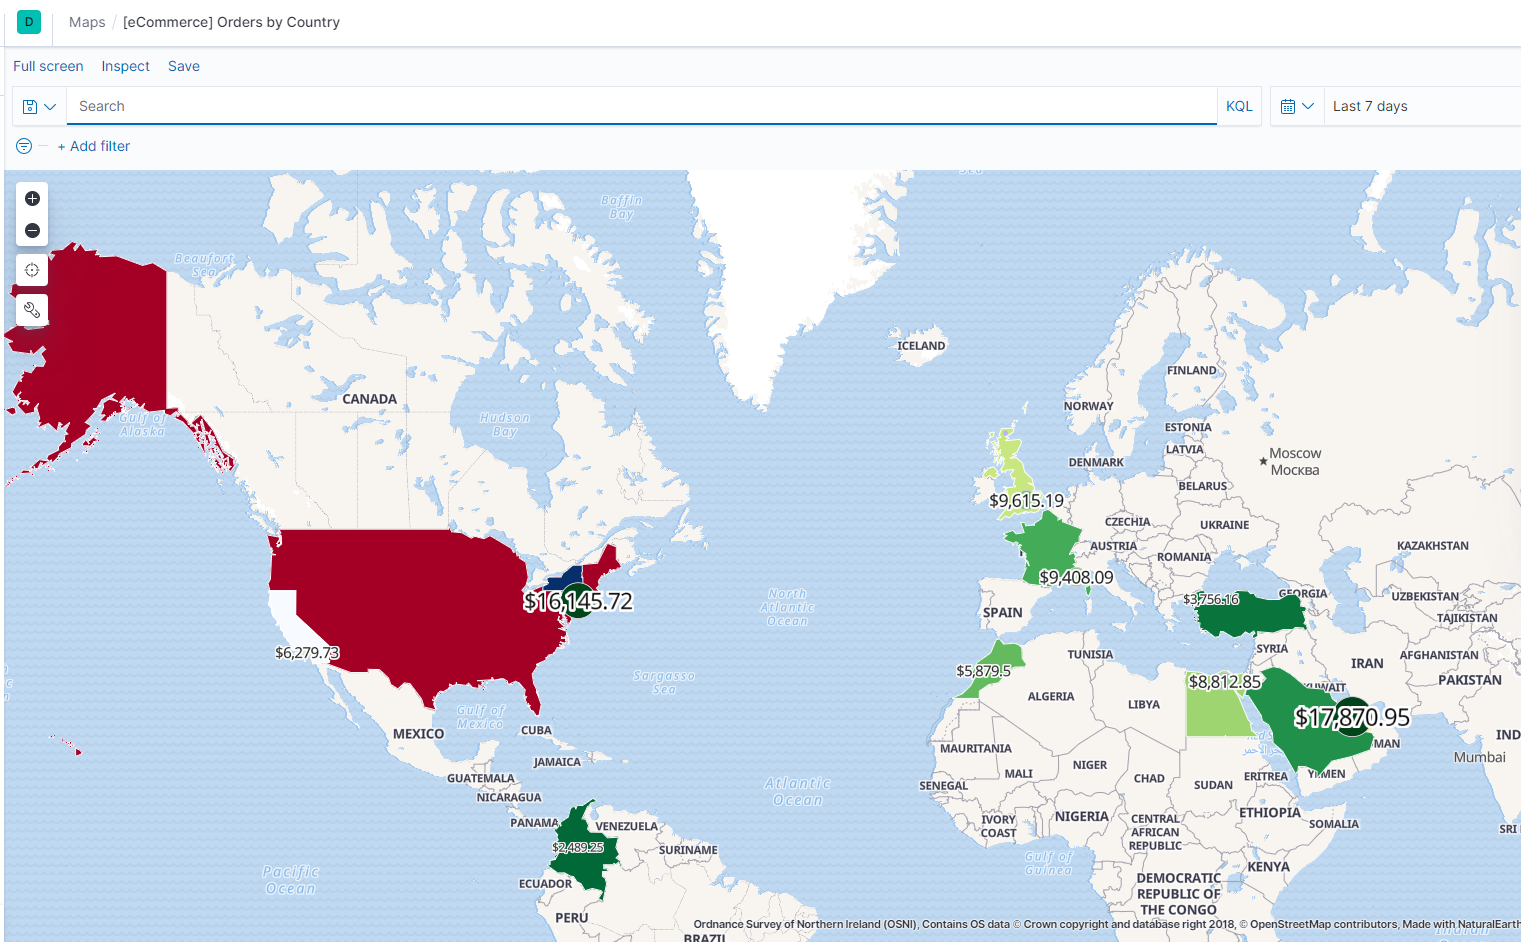 D
Maps / [eCommerce] Orders by Country
Full screen Inspect Save
Search
KQL
Last 7 days
+ Add filter
Baffin
Bay
Beaufort
Sea
ICELAND
FINLAND
CANADA
NORWAY
Gulf of
Alaska
Hudson
Bay
ESTONIA
LATVIA
Moscow
Москва
DENMARK
BELARUS
$9,615.19
CZECHIA
UKRAINE
AUSTRIA
KAZAKHSTAN
ROMANIA
$9,408.09
GEORGIA
UZBEKISTAN
$3,756.16
$16,145.72
North
Atlantic
Ocean
SPAIN
TAJIKISTAN
$6,279.73
TUNISIA
SYRIA
AFGHANISTAN
IRAN
$5,879.5
Sargasso
Sea
PAKISTAN
$8,812.85
KUWAIT
ALGERIA
LIBYA
Gulf of
Mexico
$17,870.95
MEXICO
CUBA
IND
MAN
MAURITANIA
Mumbai
JAMAICA
NIGER
MALI
YEMEN
GUATEMALA
CHAD
ERITREA
SENEGAL
SUDAN
Atlantic
Ocean
NICARAGUA
PANAMA
VENEZUELA
IVORY
COAST
NIGERIA
CENTRAL
AFRICAN
REPUBLIC
ETHIOPIA
SOMALIA
SRI
$2,489.25
SURINAME
Gulf of
Guinea
KENYA
Pacific
Ocean
ECUADOR
DEMOCRATIC
REPUBLIC OF
THE CONGO
PERU
Ordnance Survey of Northern Ireland (OSNI), Contains OS data © Crown copyright and database right 2018, © OpenStreetMap contributors, Made with NaturalEarth
BRAZIL
Indian